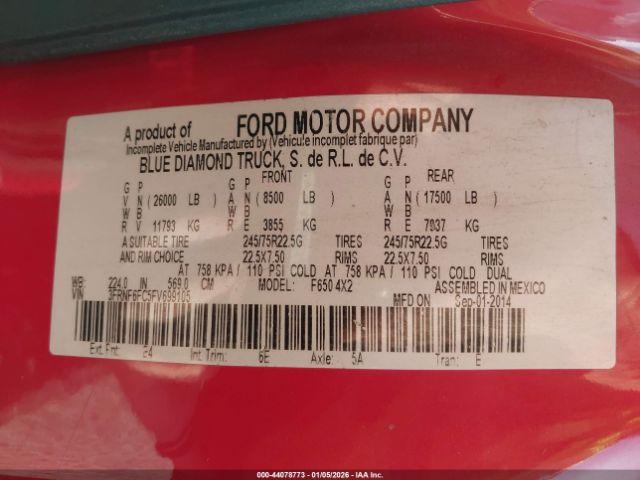 A product of FORD MOTOR COMPANY
Incomplete Vehicle Manufactured by (Vehicule incomplet fabrique par)
BLUE DIAMOND TRUCK, S. de R.L. de C.V.
FRONT REAR
G P G P G P
V N (26000 LB ) A N (8500 LB ) A N (17500 LB )
W B W B W B
R V 11793 KG R E 3855 KG R E 7937 KG
A SUITABLE TIRE 245/75R22.5G TIRES 245/75R22.5G TIRES
AND RIM CHOICE 22.5X7.50 RIMS 22.5X7.50 RIMS
AT 758 KPA / 110 PSI COLD AT 758 KPA / 110 PSI COLD DUAL
WB: 224.0 IN 569.0 CM MODEL: F650 4X2 ASSEMBLED IN MEXICO
VIN 3FRNF6FC5FV699105 MFD ON Sep-01-2014
Ext. Fnt: E4 Int. Trim: 6E Axle: 5A Tran: E
000-44078773 - 01/05/2026 - IAA Inc.